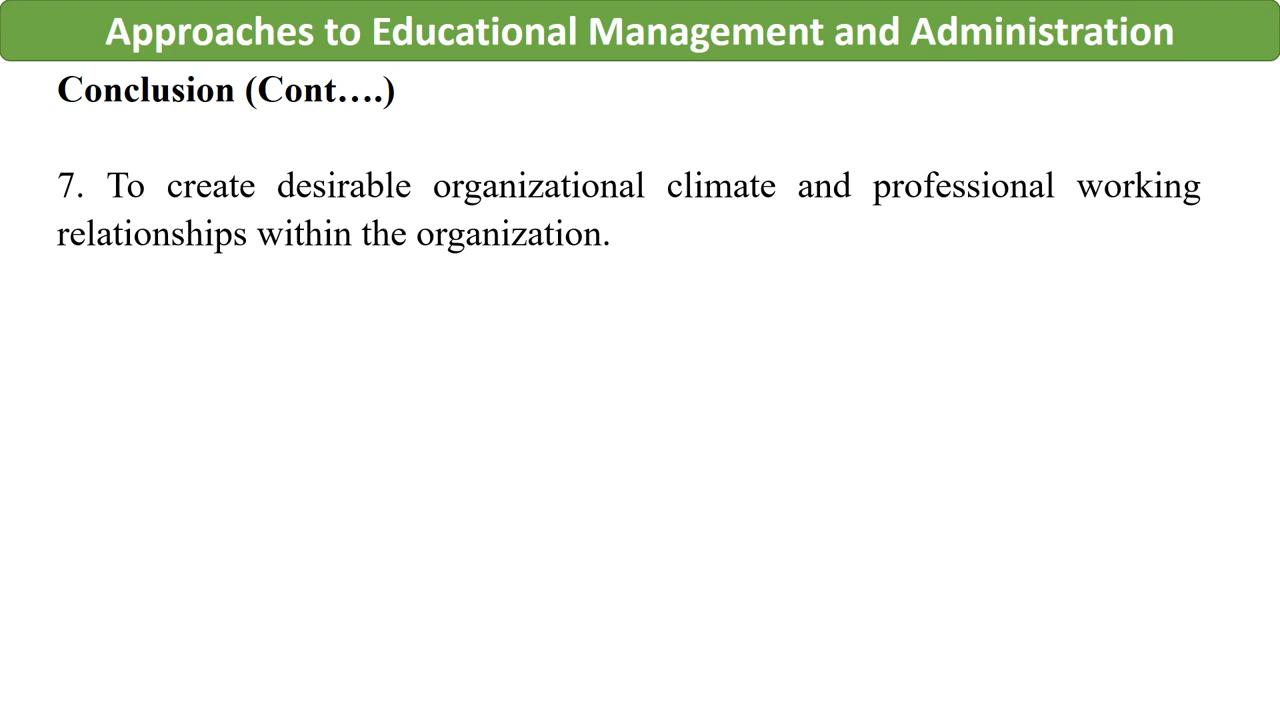 Approaches to Educational Management and Administration
Conclusion (Cont….)
7. To create desirable organizational climate and professional working
relationships within the organization.